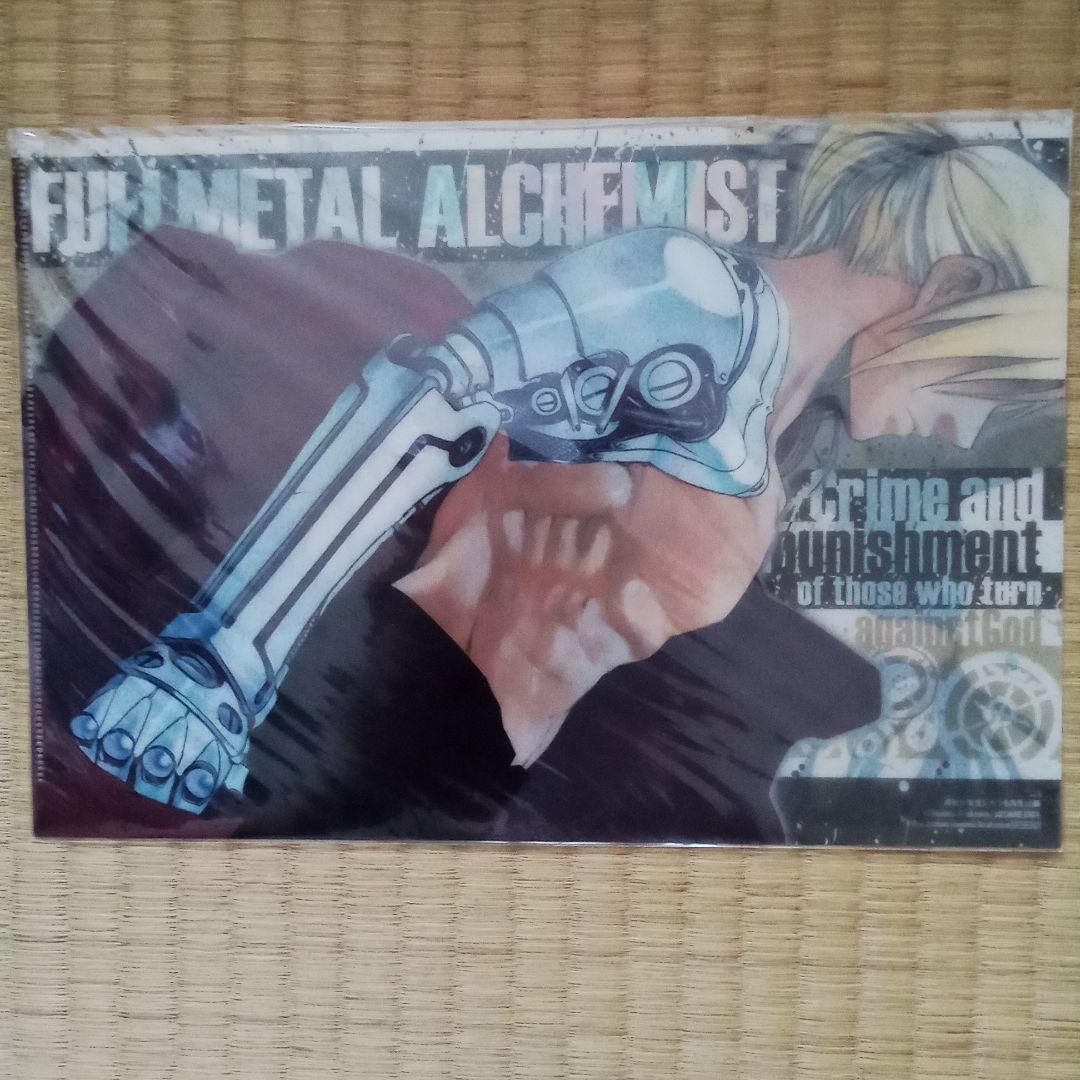 FULLMETAL ALCHEMIST
Crime and
punishment
of those who turn
against God